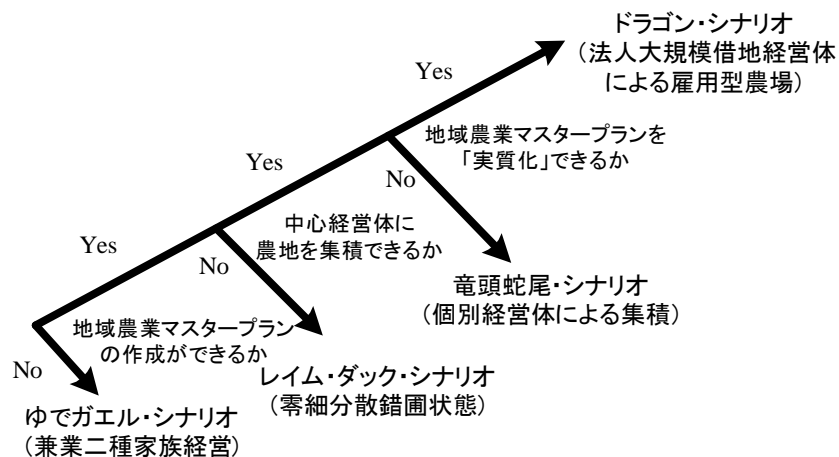 ドラゴン・シナリオ
（法人大規模借地経営体
による雇用型農場）
Yes
地域農業マスタープランを
「実質化」できるか
Yes
No
中心経営体に
農地を集積できるか
Yes
No
竜頭蛇尾・シナリオ
（個別経営体による集積）
地域農業マスタープラン
の作成ができるか
No
レイム・ダック・シナリオ
（零細分散錯圃状態）
ゆでガエル・シナリオ
（兼業二種家族経営）